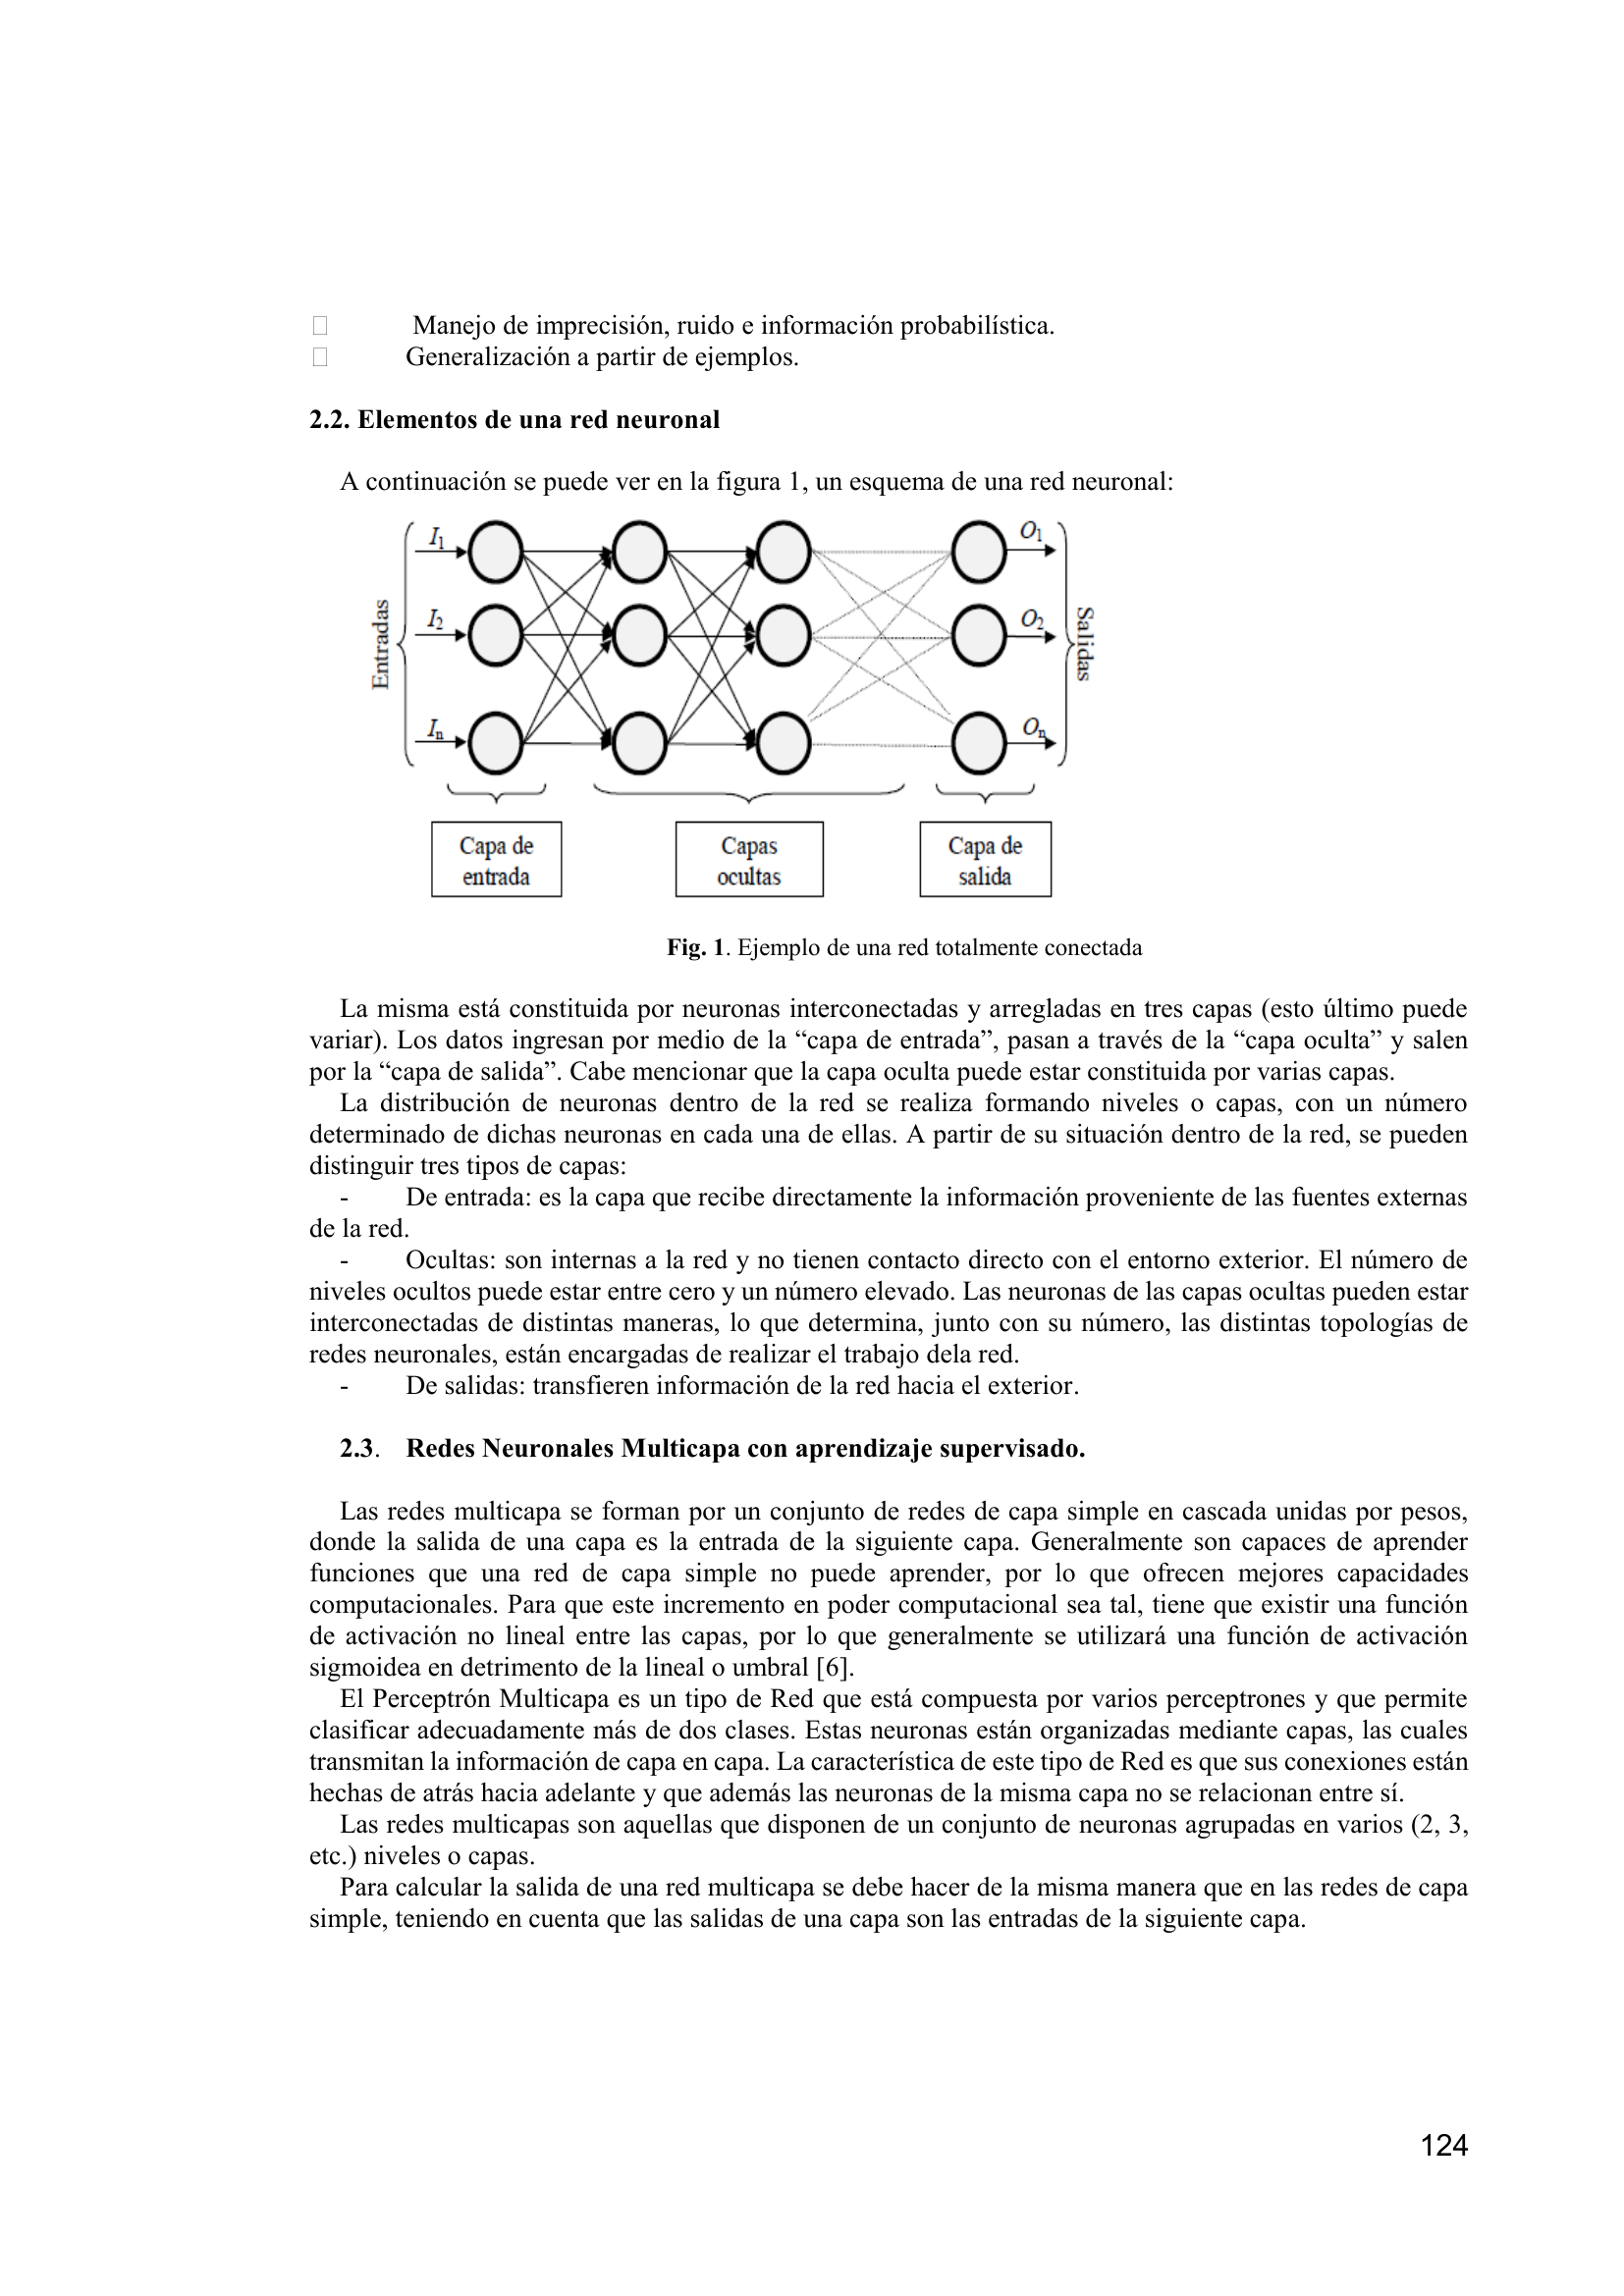 Manejo de imprecisión, ruido e información probabilística.
Generalización a partir de ejemplos.
2.2. Elementos de una red neuronal
A continuación se puede ver en la figura 1, un esquema de una red neuronal:
Entradas
I1
I2
In
O1
O2
On
Salidas
Capa de
entrada
Capas
ocultas
Capa de
salida
Fig. 1. Ejemplo de una red totalmente conectada
La misma está constituida por neuronas interconectadas y arregladas en tres capas (esto último puede
variar). Los datos ingresan por medio de la “capa de entrada”, pasan a través de la “capa oculta” y salen
por la “capa de salida”. Cabe mencionar que la capa oculta puede estar constituida por varias capas.
La distribución de neuronas dentro de la red se realiza formando niveles o capas, con un número
determinado de dichas neuronas en cada una de ellas. A partir de su situación dentro de la red, se pueden
distinguir tres tipos de capas:
- De entrada: es la capa que recibe directamente la información proveniente de las fuentes externas
de la red.
- Ocultas: son internas a la red y no tienen contacto directo con el entorno exterior. El número de
niveles ocultos puede estar entre cero y un número elevado. Las neuronas de las capas ocultas pueden estar
interconectadas de distintas maneras, lo que determina, junto con su número, las distintas topologías de
redes neuronales, están encargadas de realizar el trabajo dela red.
- De salidas: transfieren información de la red hacia el exterior.
2.3. Redes Neuronales Multicapa con aprendizaje supervisado.
Las redes multicapa se forman por un conjunto de redes de capa simple en cascada unidas por pesos,
donde la salida de una capa es la entrada de la siguiente capa. Generalmente son capaces de aprender
funciones que una red de capa simple no puede aprender, por lo que ofrecen mejores capacidades
computacionales. Para que este incremento en poder computacional sea tal, tiene que existir una función
de activación no lineal entre las capas, por lo que generalmente se utilizará una función de activación
sigmoidea en detrimento de la lineal o umbral [6].
El Perceptrón Multicapa es un tipo de Red que está compuesta por varios perceptrones y que permite
clasificar adecuadamente más de dos clases. Estas neuronas están organizadas mediante capas, las cuales
transmitan la información de capa en capa. La característica de este tipo de Red es que sus conexiones están
hechas de atrás hacia adelante y que además las neuronas de la misma capa no se relacionan entre sí.
Las redes multicapas son aquellas que disponen de un conjunto de neuronas agrupadas en varios (2, 3,
etc.) niveles o capas.
Para calcular la salida de una red multicapa se debe hacer de la misma manera que en las redes de capa
simple, teniendo en cuenta que las salidas de una capa son las entradas de la siguiente capa.
124